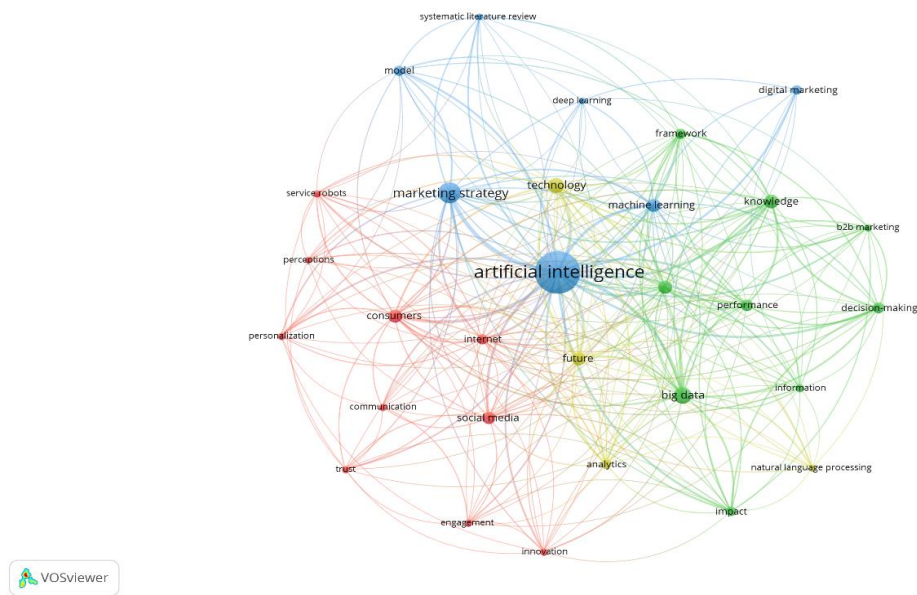 systematic literature review
model
digital marketing
deep learning
framework
technology
marketing strategy
service robots
machine learning
knowledge
b2b marketing
perceptions
artificial intelligence
performance
decision-making
consumers
personalization
internet
future
information
big data
communication
social media
analytics
natural language processing
trust
impact
engagement
innovation
VOSviewer